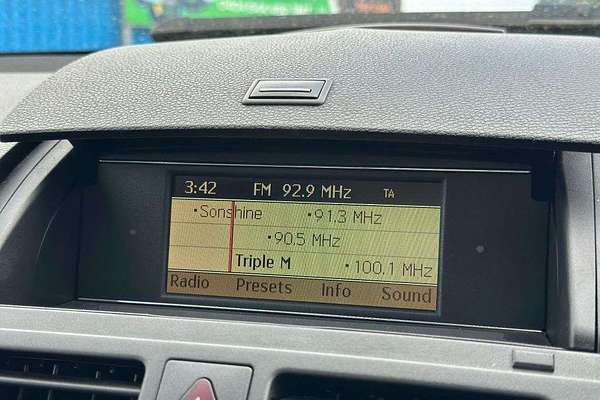 3:42 FM 92.9 MHz TA
•Sonshine •91.3 MHz
•90.5 MHz
Triple M •100.1 MHz
Radio Presets Info Sound